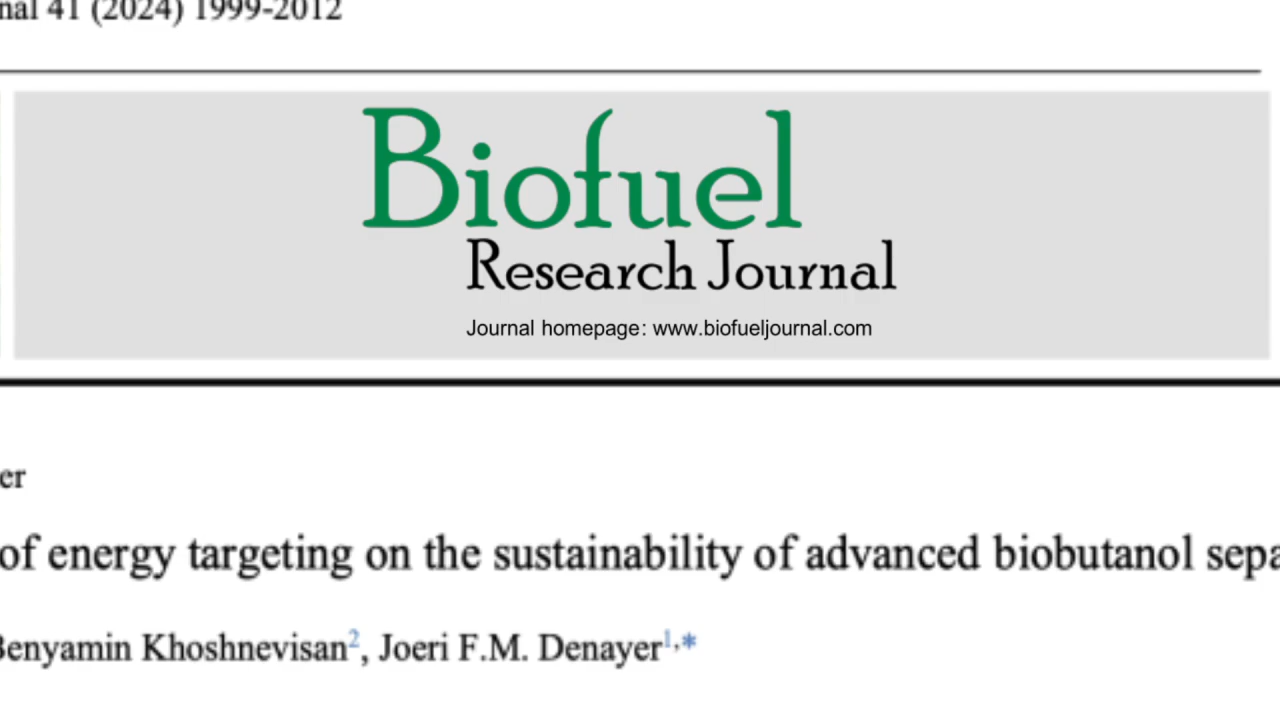 nal 41 (2024) 1999-2012
Biofuel
Research Journal
Journal homepage: www.biofueljournal.com
er
of energy targeting on the sustainability of advanced biobutanol sepa
Benyamin Khoshnevisan2, Joeri F.M. Denayer1,*